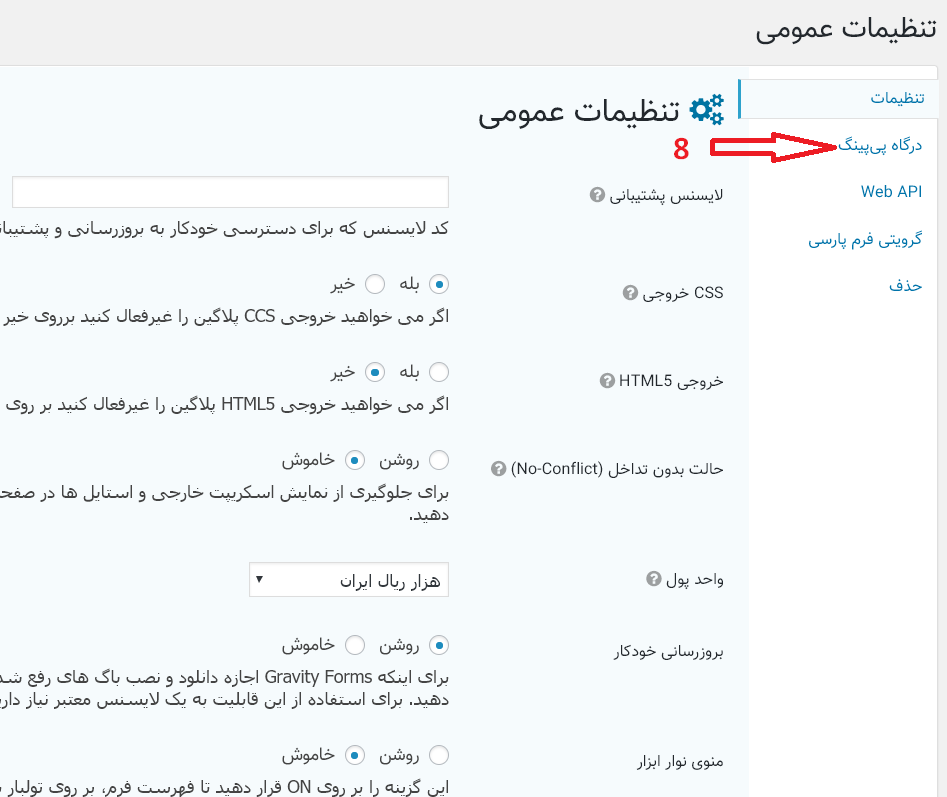 تنظیمات عمومی
تنظیمات
درگاه پی‌پینگ
Web API
گرویتی فرم پارسی
حذف
تنظیمات عمومی
8
لایسنس پشتیبانی
کد لایسنس که برای دسترسی خودکار به بروزرسانی و
CSS خروجی
بله خیر
اگر می خواهید خروجی CCS پلاگین را غیرفعال کنید برروی خیر
خروجی HTML5
بله خیر
اگر می خواهید خروجی HTML5 پلاگین را غیرفعال کنید بر روی
حالت بدون تداخل (No-Conflict)
روشن خاموش
برای جلوگیری از نمایش اسکریپت خارجی و استایل ها در
دهید.
واحد پول
هزار ریال ایران
بروزرسانی خودکار
روشن خاموش
برای اینکه Gravity Forms اجازه دانلود و نصب باگ های رفع
دهید. برای استفاده از این قابلیت به یک لایسنس معتبر نیاز
منوی نوار ابزار
روشن خاموش
این گزینه را بر روی ON قرار دهید تا فهرست فرم، بر روی تولبار